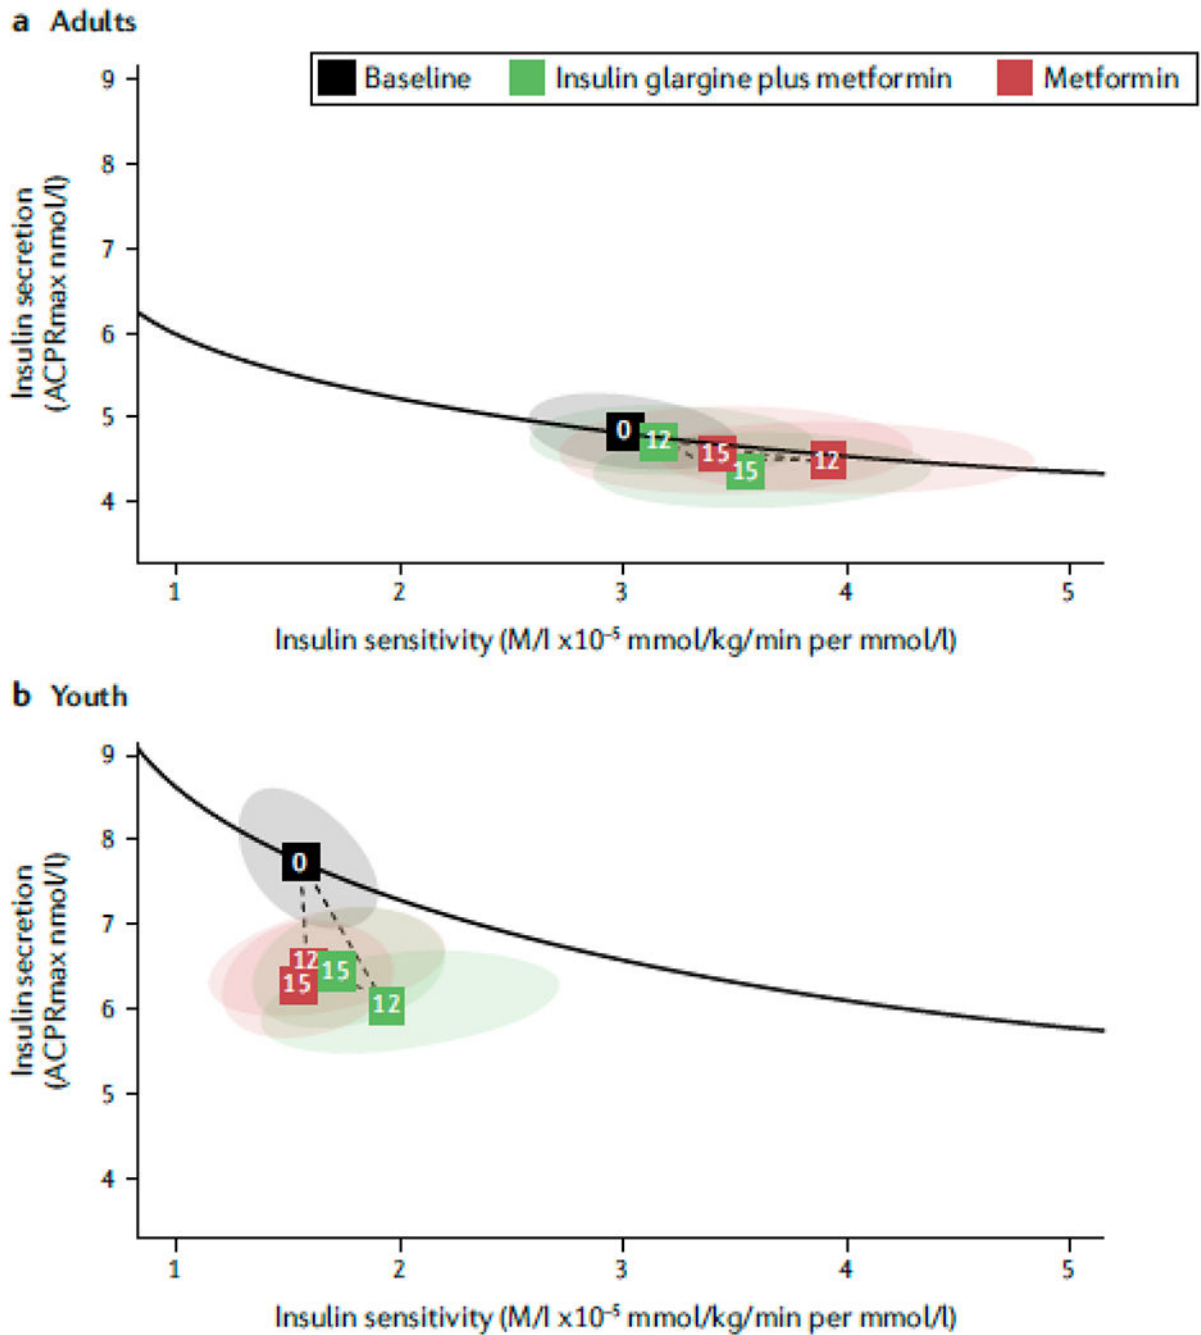 a Adults
Baseline Insulin glargine plus metformin Metformin
9
8
7
6
5
4
Insulin secretion
(ACPRmax nmol/l)
0
12
15
15
12
1 2 3 4 5
Insulin sensitivity (M/I x10⁻⁵ mmol/kg/min per mmol/l)
b Youth
9
8
7
6
5
4
Insulin secretion
(ACPRmax nmol/l)
0
12
15
15
12
1 2 3 4 5
Insulin sensitivity (M/I x10⁻⁵ mmol/kg/min per mmol/l)